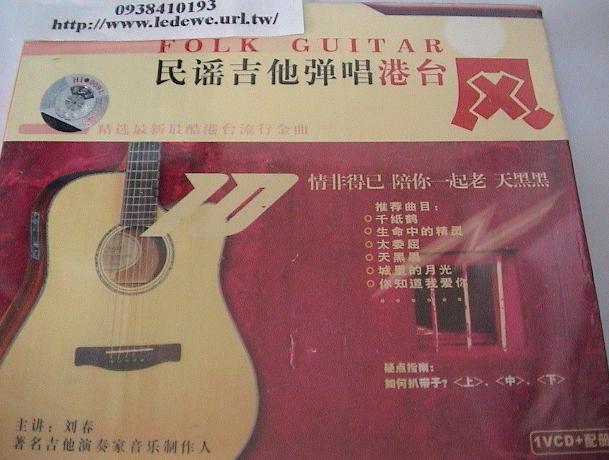 0938410193
http://www.ledewe.url.tw/
FOLK GUITAR
民谣吉他弹唱港台风
精选最新最酷港台流行金曲
10
情非得已 陪你一起老 天黑黑
推荐曲目:
千纸鹤
生命中的精灵
太委屈
天黑黑
城里的月光
你知道我爱你
......
疑点指南:
如何扒带子?〈上〉.〈中〉.〈下〉
主讲: 刘春
著名吉他演奏家音乐制作人
1VCD+配册